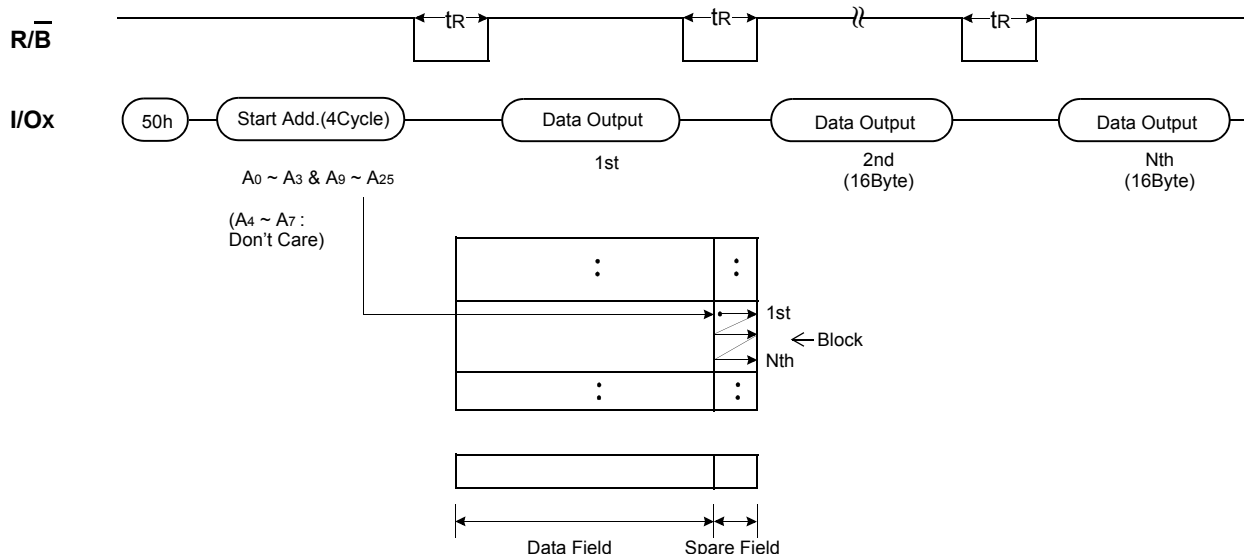 R/B̅
tR
tR
tR
I/Ox
50h
Start Add.(4Cycle)
Data Output
Data Output
Data Output
1st
2nd
(16Byte)
Nth
(16Byte)
A0 ~ A3 & A9 ~ A25
(A4 ~ A7 :
Don't Care)
1st
Block
Nth
Data Field
Spare Field